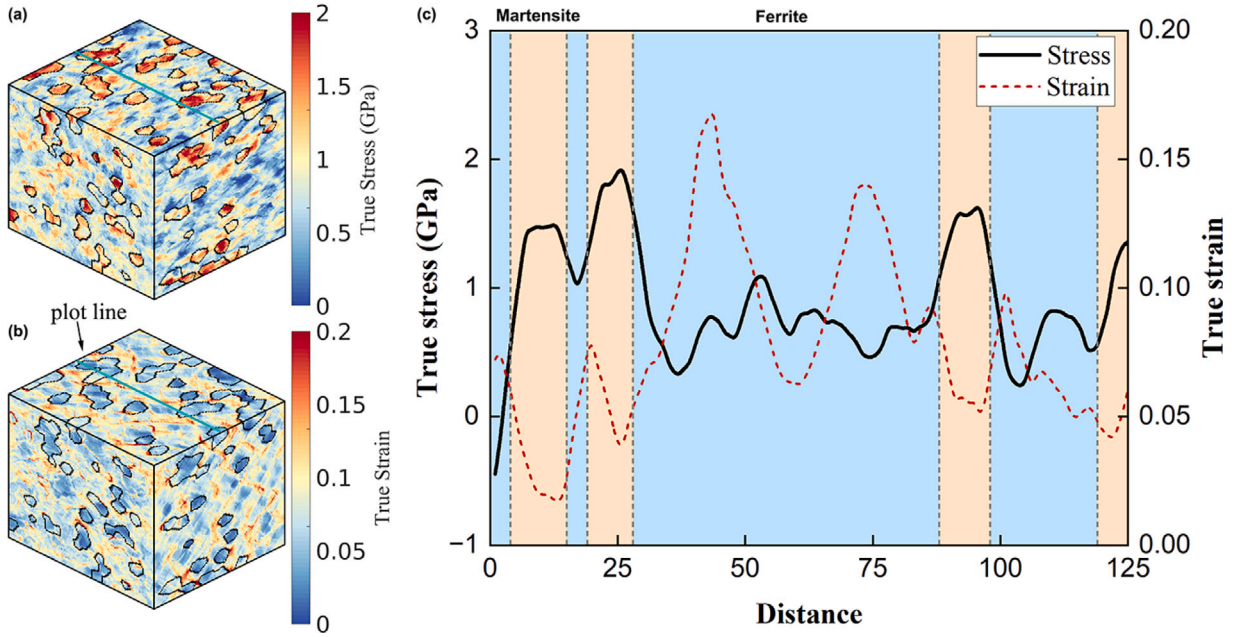 (a)
2
1.5
1
0.5
0
True Stress (GPa)
(b)
plot line
0.2
0.15
0.1
0.05
0
True Strain
(c)
Martensite
Ferrite
3
2
1
0
−1
True stress (GPa)
Stress
Strain
0.20
0.15
0.10
0.05
0.00
True strain
0
25
50
75
100
125
Distance